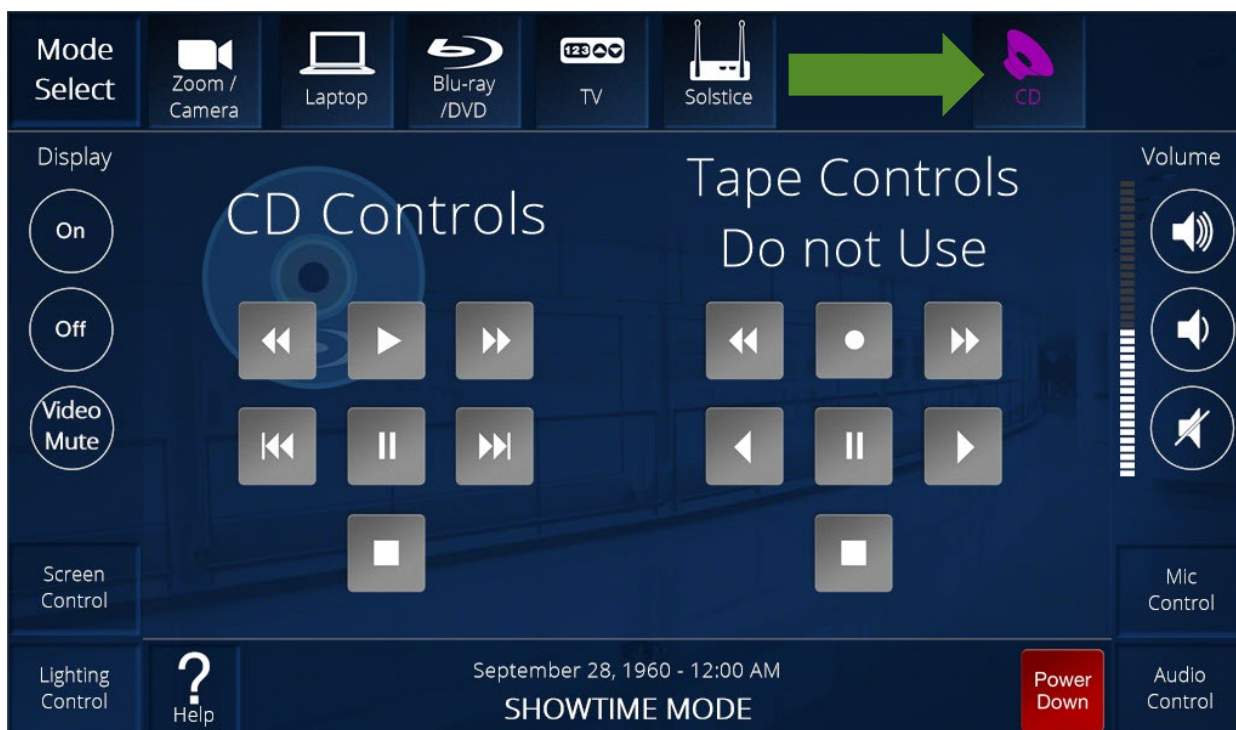 Mode
Select
Zoom /
Camera
Laptop
Blu-ray
/DVD
123
TV
Solstice
CD
Display
On
Off
Video
Mute
Screen
Control
Lighting
Control
CD Controls
Tape Controls
Do not Use
Volume
Mic
Control
Audio
Control
Help
September 28, 1960 - 12:00 AM
SHOWTIME MODE
Power
Down